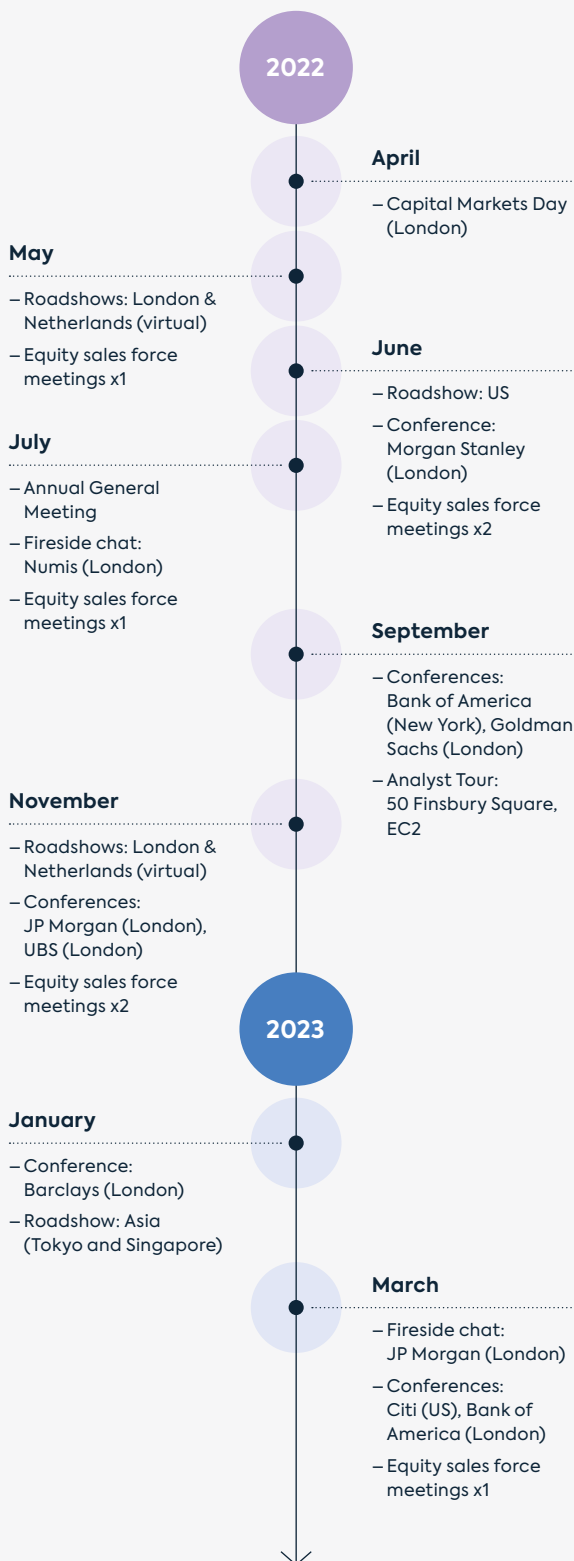 2022
April
– Capital Markets Day
(London)
May
– Roadshows: London &
Netherlands (virtual)
– Equity sales force
meetings x1
June
– Roadshow: US
– Conference:
Morgan Stanley
(London)
– Equity sales force
meetings x2
July
– Annual General
Meeting
– Fireside chat:
Numis (London)
– Equity sales force
meetings x1
September
– Conferences:
Bank of America
(New York), Goldman
Sachs (London)
– Analyst Tour:
50 Finsbury Square,
EC2
November
– Roadshows: London &
Netherlands (virtual)
– Conferences:
JP Morgan (London),
UBS (London)
– Equity sales force
meetings x2
2023
January
– Conference:
Barclays (London)
– Roadshow: Asia
(Tokyo and Singapore)
March
– Fireside chat:
JP Morgan (London)
– Conferences:
Citi (US), Bank of
America (London)
– Equity sales force
meetings x1